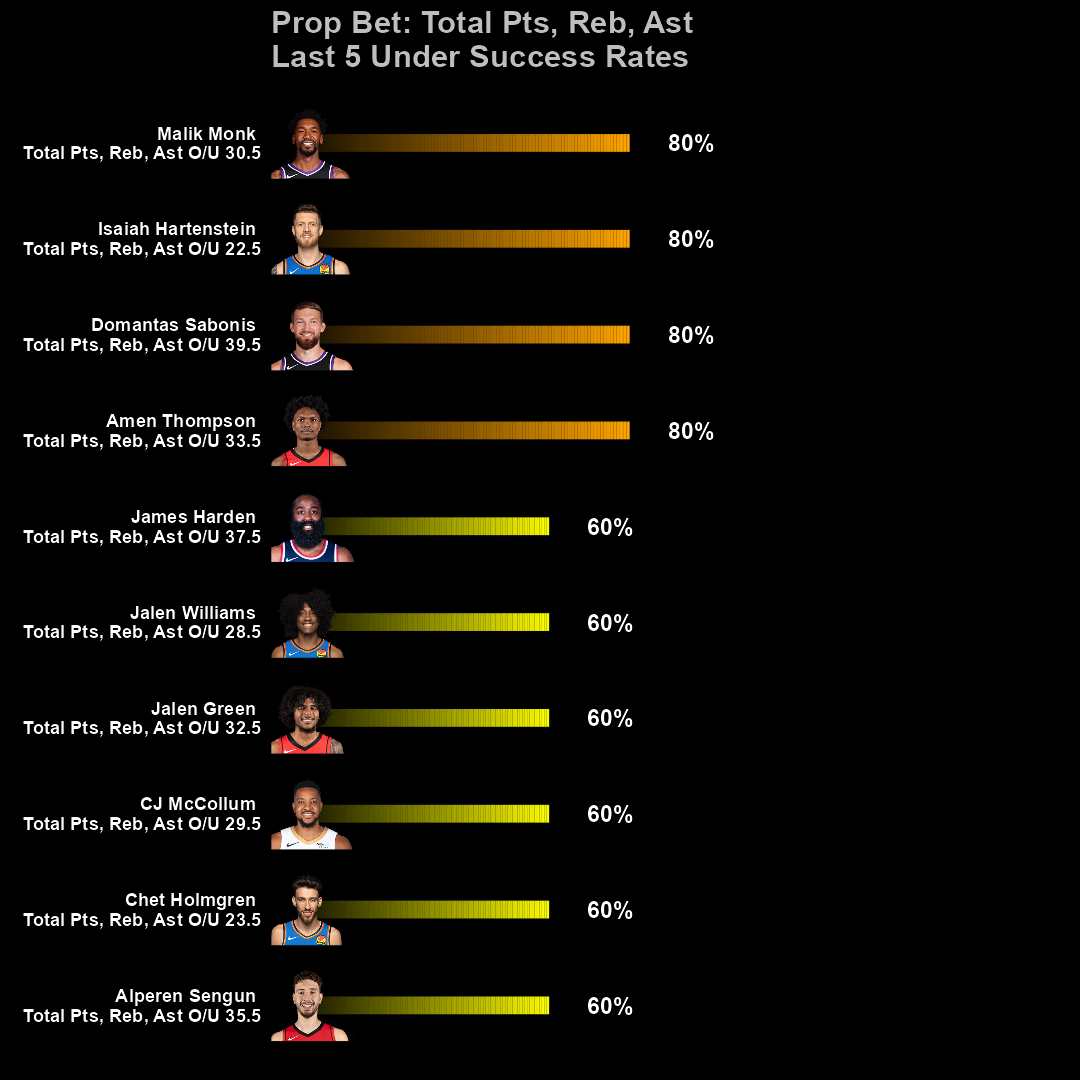 Prop Bet: Total Pts, Reb, Ast
Last 5 Under Success Rates
Malik Monk
Total Pts, Reb, Ast O/U 30.5
80%
Isaiah Hartenstein
Total Pts, Reb, Ast O/U 22.5
80%
Domantas Sabonis
Total Pts, Reb, Ast O/U 39.5
80%
Amen Thompson
Total Pts, Reb, Ast O/U 33.5
80%
James Harden
Total Pts, Reb, Ast O/U 37.5
60%
Jalen Williams
Total Pts, Reb, Ast O/U 28.5
60%
Jalen Green
Total Pts, Reb, Ast O/U 32.5
60%
CJ McCollum
Total Pts, Reb, Ast O/U 29.5
60%
Chet Holmgren
Total Pts, Reb, Ast O/U 23.5
60%
Alperen Sengun
Total Pts, Reb, Ast O/U 35.5
60%